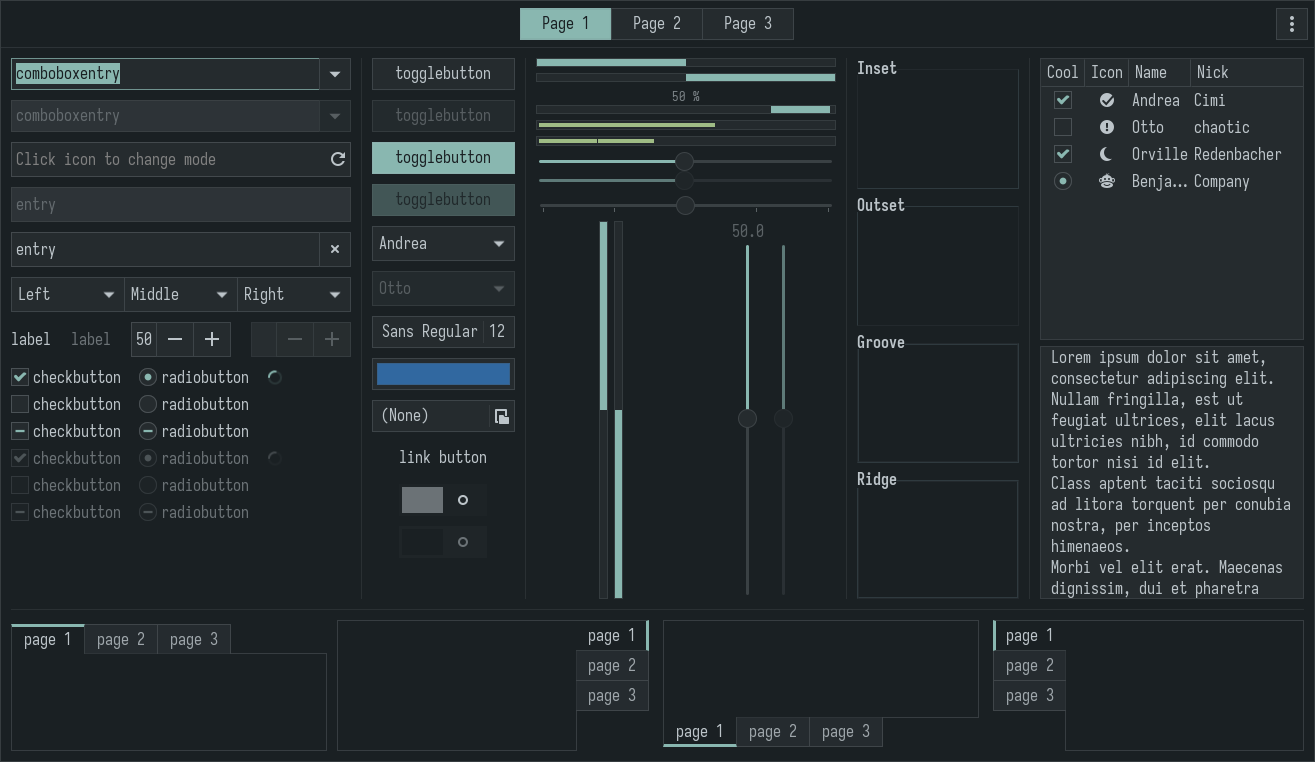 Page 1 Page 2 Page 3
comboboxentry
comboboxentry
Click icon to change mode
entry
entry
Left Middle Right
label label 50
checkbutton radiobutton
checkbutton radiobutton
checkbutton radiobutton
checkbutton radiobutton
checkbutton radiobutton
checkbutton radiobutton
togglebutton
togglebutton
togglebutton
togglebutton
Andrea
Otto
Sans Regular 12
(None)
link button
50 %
50.0
Inset
Outset
Groove
Ridge
Cool Icon Name Nick
Andrea Cimi
Otto chaotic
Orville Redenbacher
Benja... Company
Lorem ipsum dolor sit amet,
consectetur adipiscing elit.
Nullam fringilla, est ut
feugiat ultrices, elit lacus
ultricies nibh, id commodo
tortor nisi id elit.
Class aptent taciti sociosqu
ad litora torquent per conubia
nostra, per inceptos
himenaeos.
Morbi vel elit erat. Maecenas
dignissim, dui et pharetra
page 1 page 2 page 3
page 1
page 2
page 3
page 1 page 2 page 3
page 1
page 2
page 3